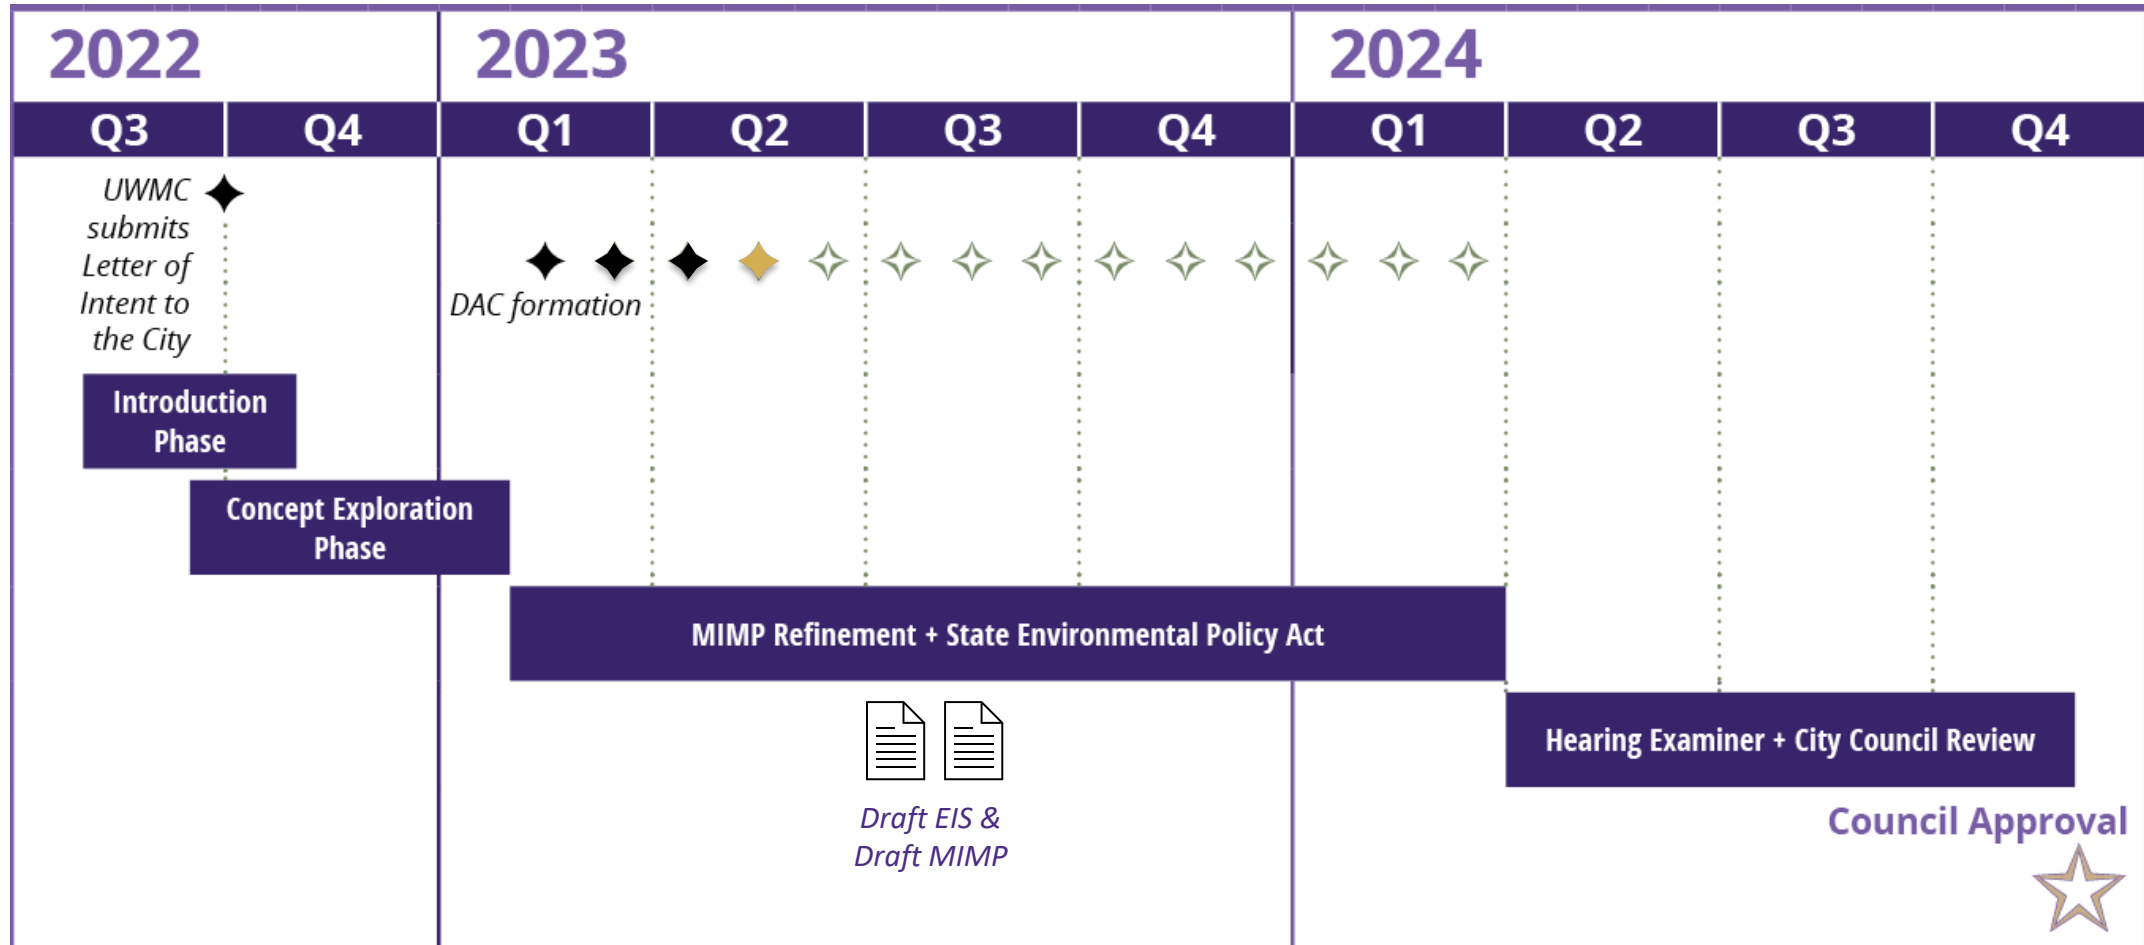 2022
2023
2024
Q3
Q4
Q1
Q2
Q3
Q4
Q1
Q2
Q3
Q4
UWMC
submits
Letter of
Intent to
the City
DAC formation
Introduction
Phase
Concept Exploration
Phase
MIMP Refinement + State Environmental Policy Act
Hearing Examiner + City Council Review
Draft EIS &
Draft MIMP
Council Approval